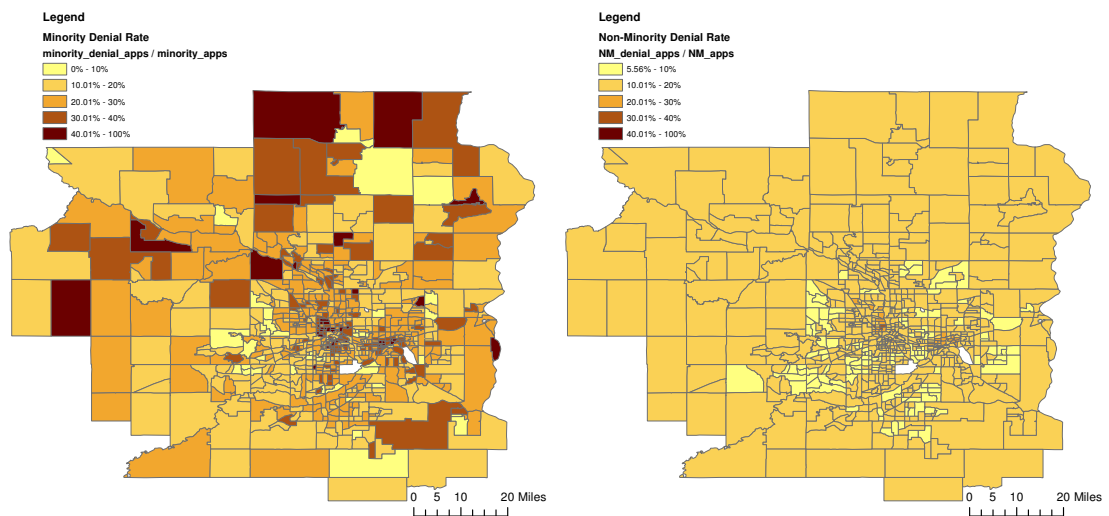 Legend
Minority Denial Rate
minority_denial_apps / minority_apps
0% - 10%
10.01% - 20%
20.01% - 30%
30.01% - 40%
40.01% - 100%
0 5 10 20 Miles
Legend
Non-Minority Denial Rate
NM_denial_apps / NM_apps
5.56% - 10%
10.01% - 20%
20.01% - 30%
30.01% - 40%
40.01% - 100%
0 5 10 20 Miles